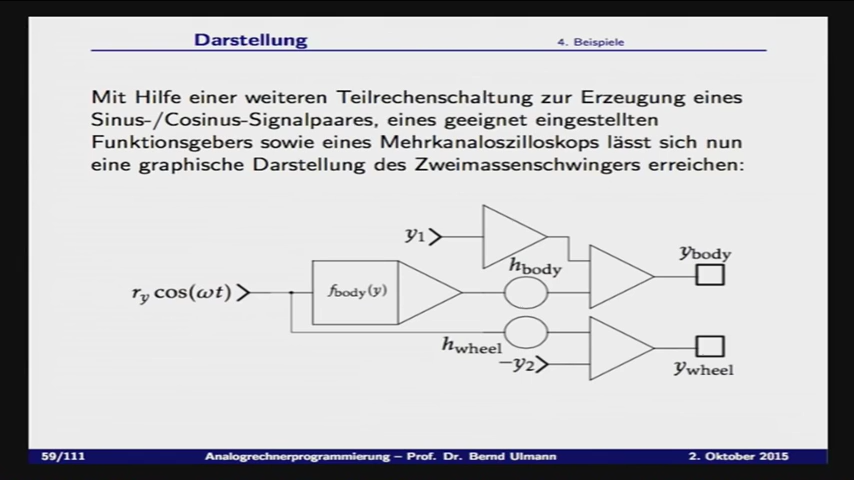 Darstellung
4. Beispiele
Mit Hilfe einer weiteren Teilrechenschaltung zur Erzeugung eines
Sinus-/Cosinus-Signalpaares, eines geeignet eingestellten
Funktionsgebers sowie eines Mehrkanaloszilloskops lässt sich nun
eine graphische Darstellung des Zweimassenschwingers erreichen:
y₁
y_body
h_body
r_y cos(ωt)
f_body(y)
h_wheel
−y₂
y_wheel
59/111
Analogrechnerprogrammierung – Prof. Dr. Bernd Ulmann
2. Oktober 2015